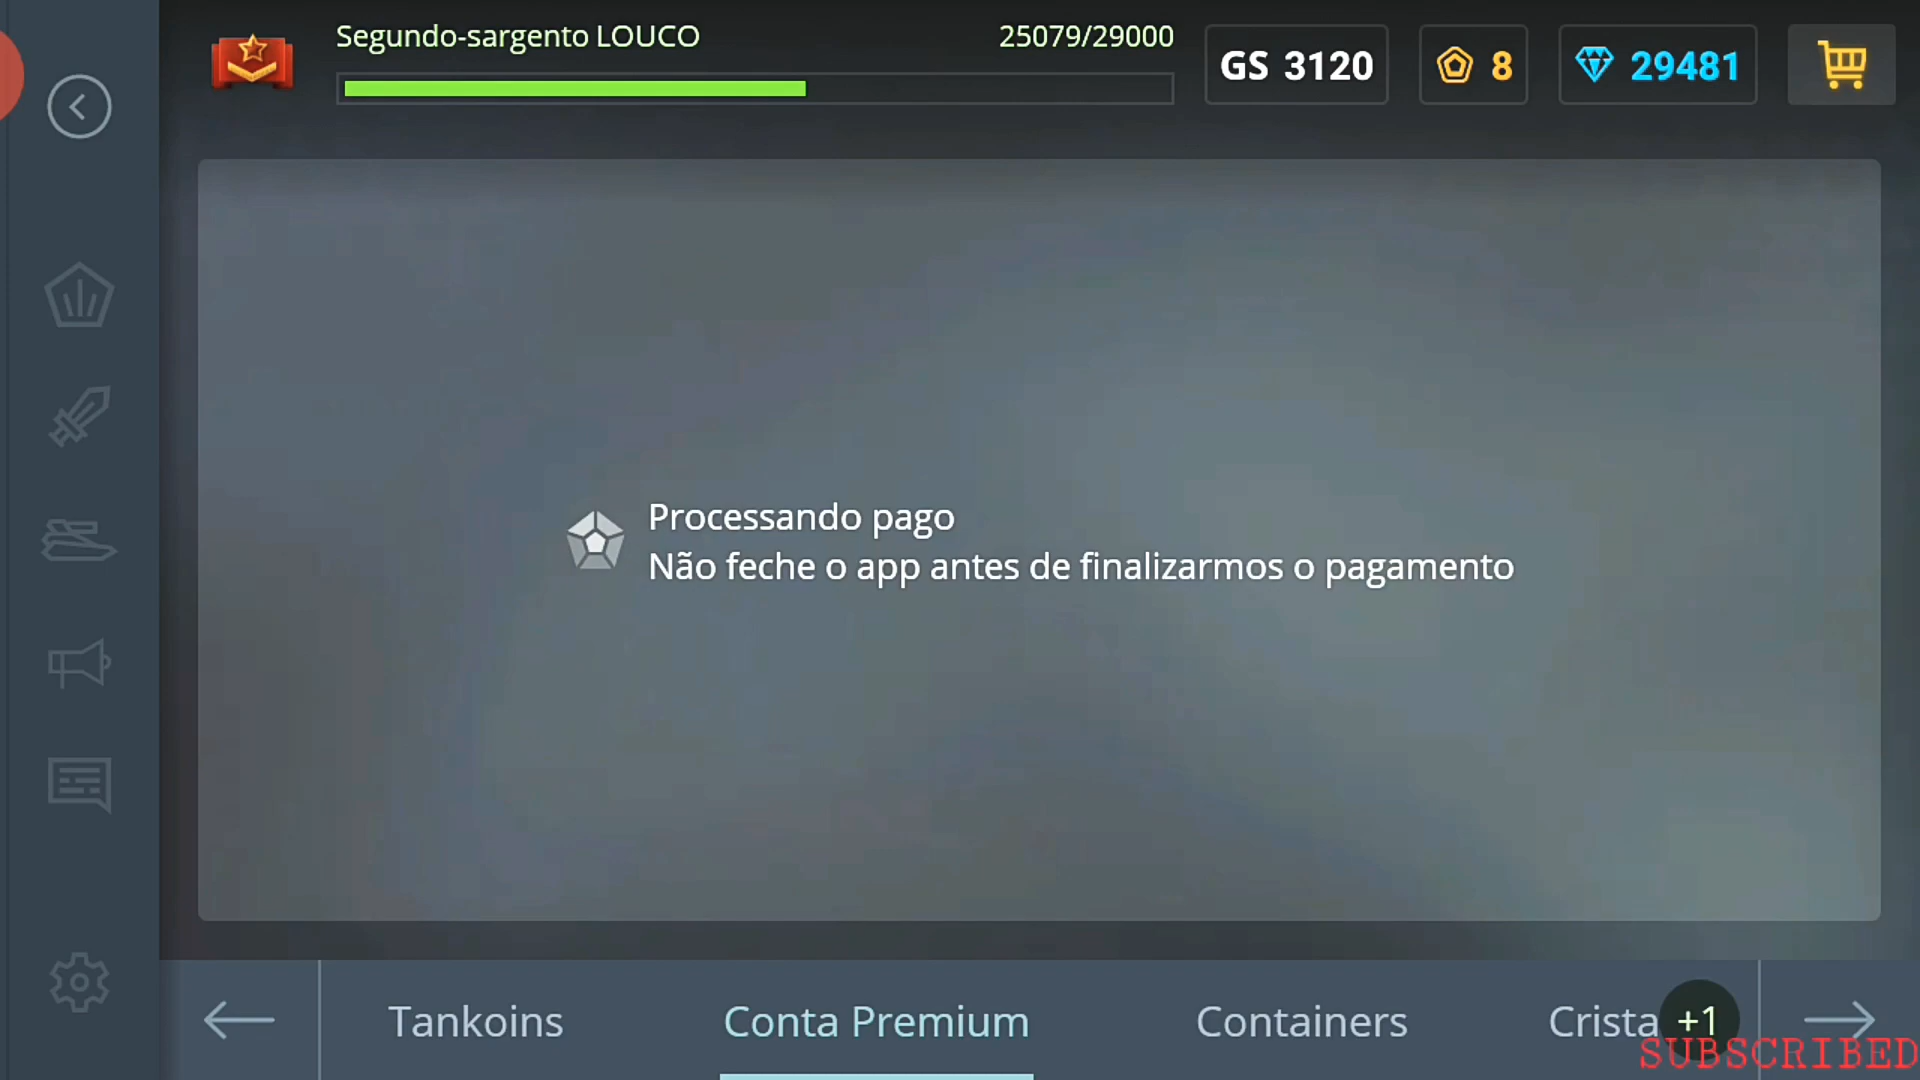 Segundo-sargento LOUCO
25079/29000
GS 3120
8
29481
Processando pago
Não feche o app antes de finalizarmos o pagamento
Tankoins
Conta Premium
Containers
Crista
+1
SUBSCRIBED